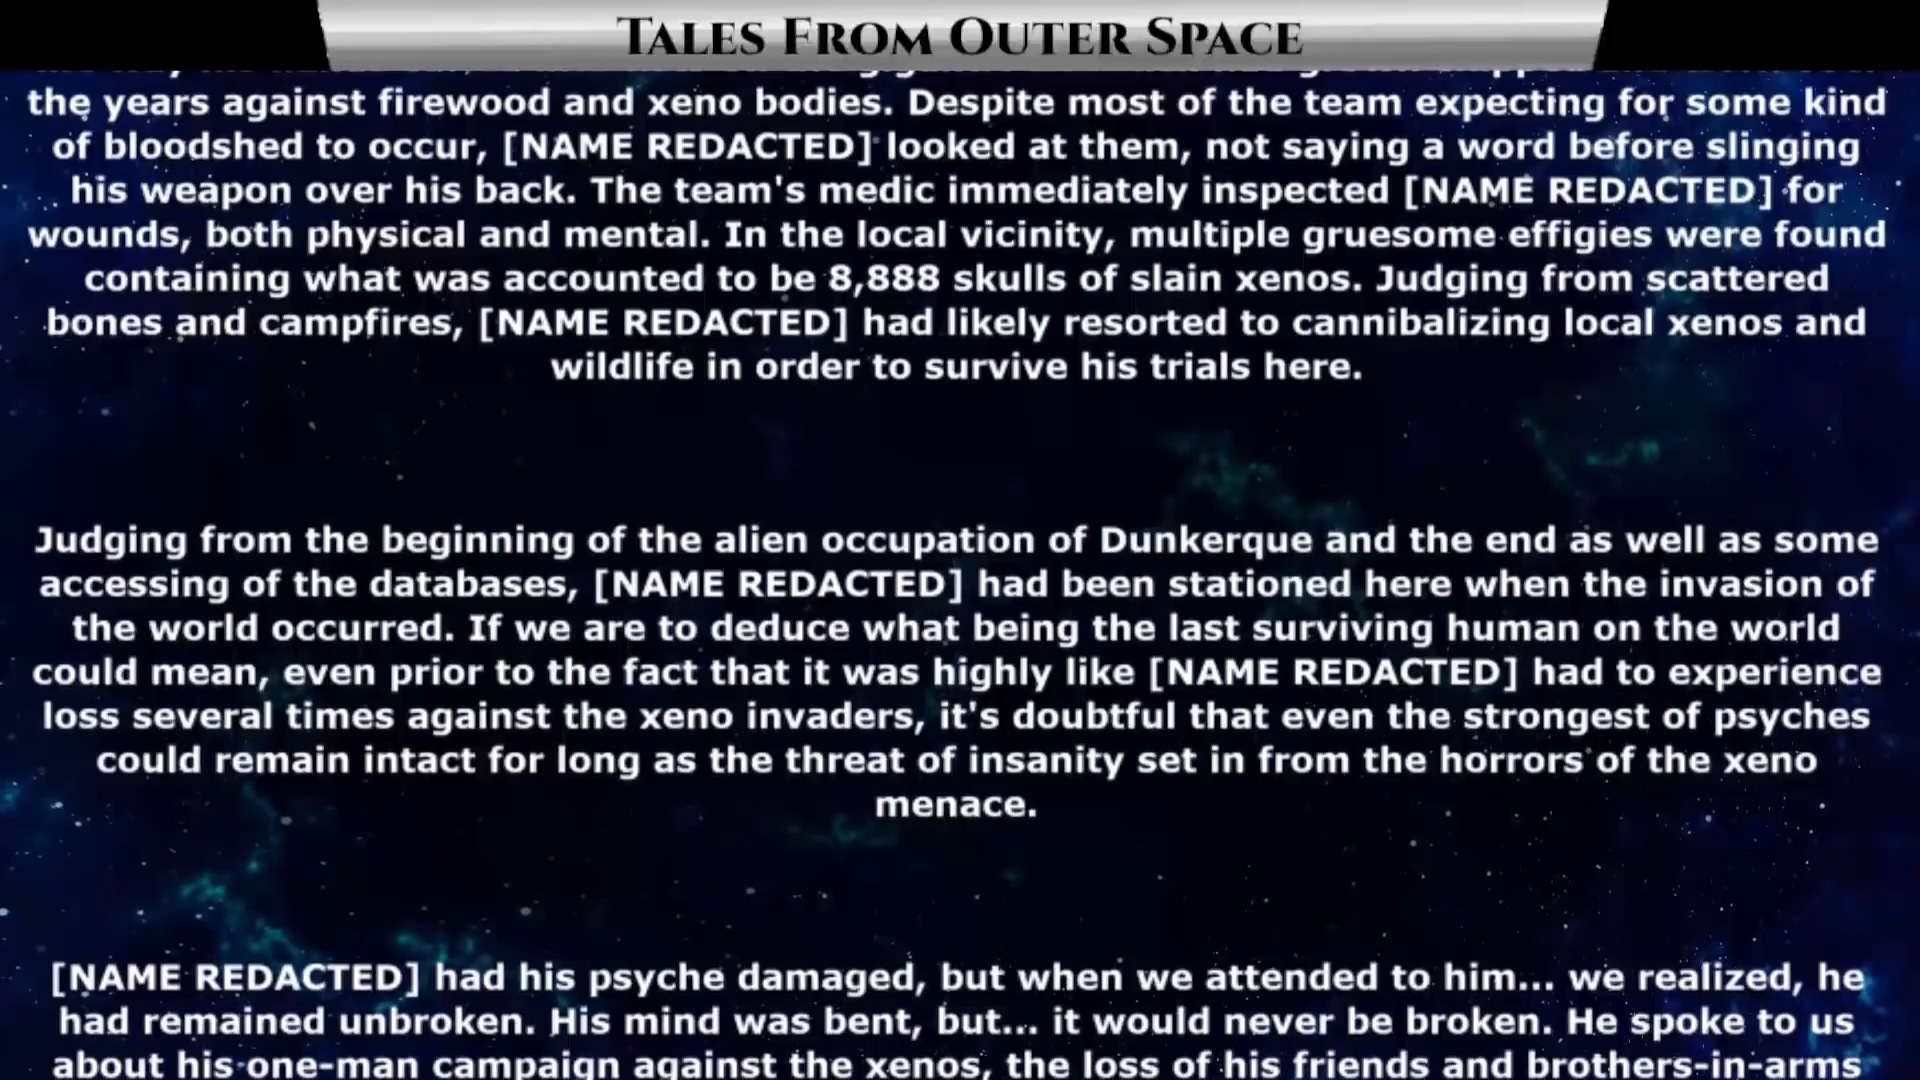 Tales From Outer Space
the years against firewood and xeno bodies. Despite most of the team expecting for some kind
of bloodshed to occur, [NAME REDACTED] looked at them, not saying a word before slinging
his weapon over his back. The team's medic immediately inspected [NAME REDACTED] for
wounds, both physical and mental. In the local vicinity, multiple gruesome effigies were found
containing what was accounted to be 8,888 skulls of slain xenos. Judging from scattered
bones and campfires, [NAME REDACTED] had likely resorted to cannibalizing local xenos and
wildlife in order to survive his trials here.
Judging from the beginning of the alien occupation of Dunkerque and the end as well as some
accessing of the databases, [NAME REDACTED] had been stationed here when the invasion of
the world occurred. If we are to deduce what being the last surviving human on the world
could mean, even prior to the fact that it was highly like [NAME REDACTED] had to experience
loss several times against the xeno invaders, it's doubtful that even the strongest of psyches
could remain intact for long as the threat of insanity set in from the horrors of the xeno
menace.
[NAME REDACTED] had his psyche damaged, but when we attended to him... we realized, he
had remained unbroken. His mind was bent, but... it would never be broken. He spoke to us
about his one-man campaign against the xenos, the loss of his friends and brothers-in-arms